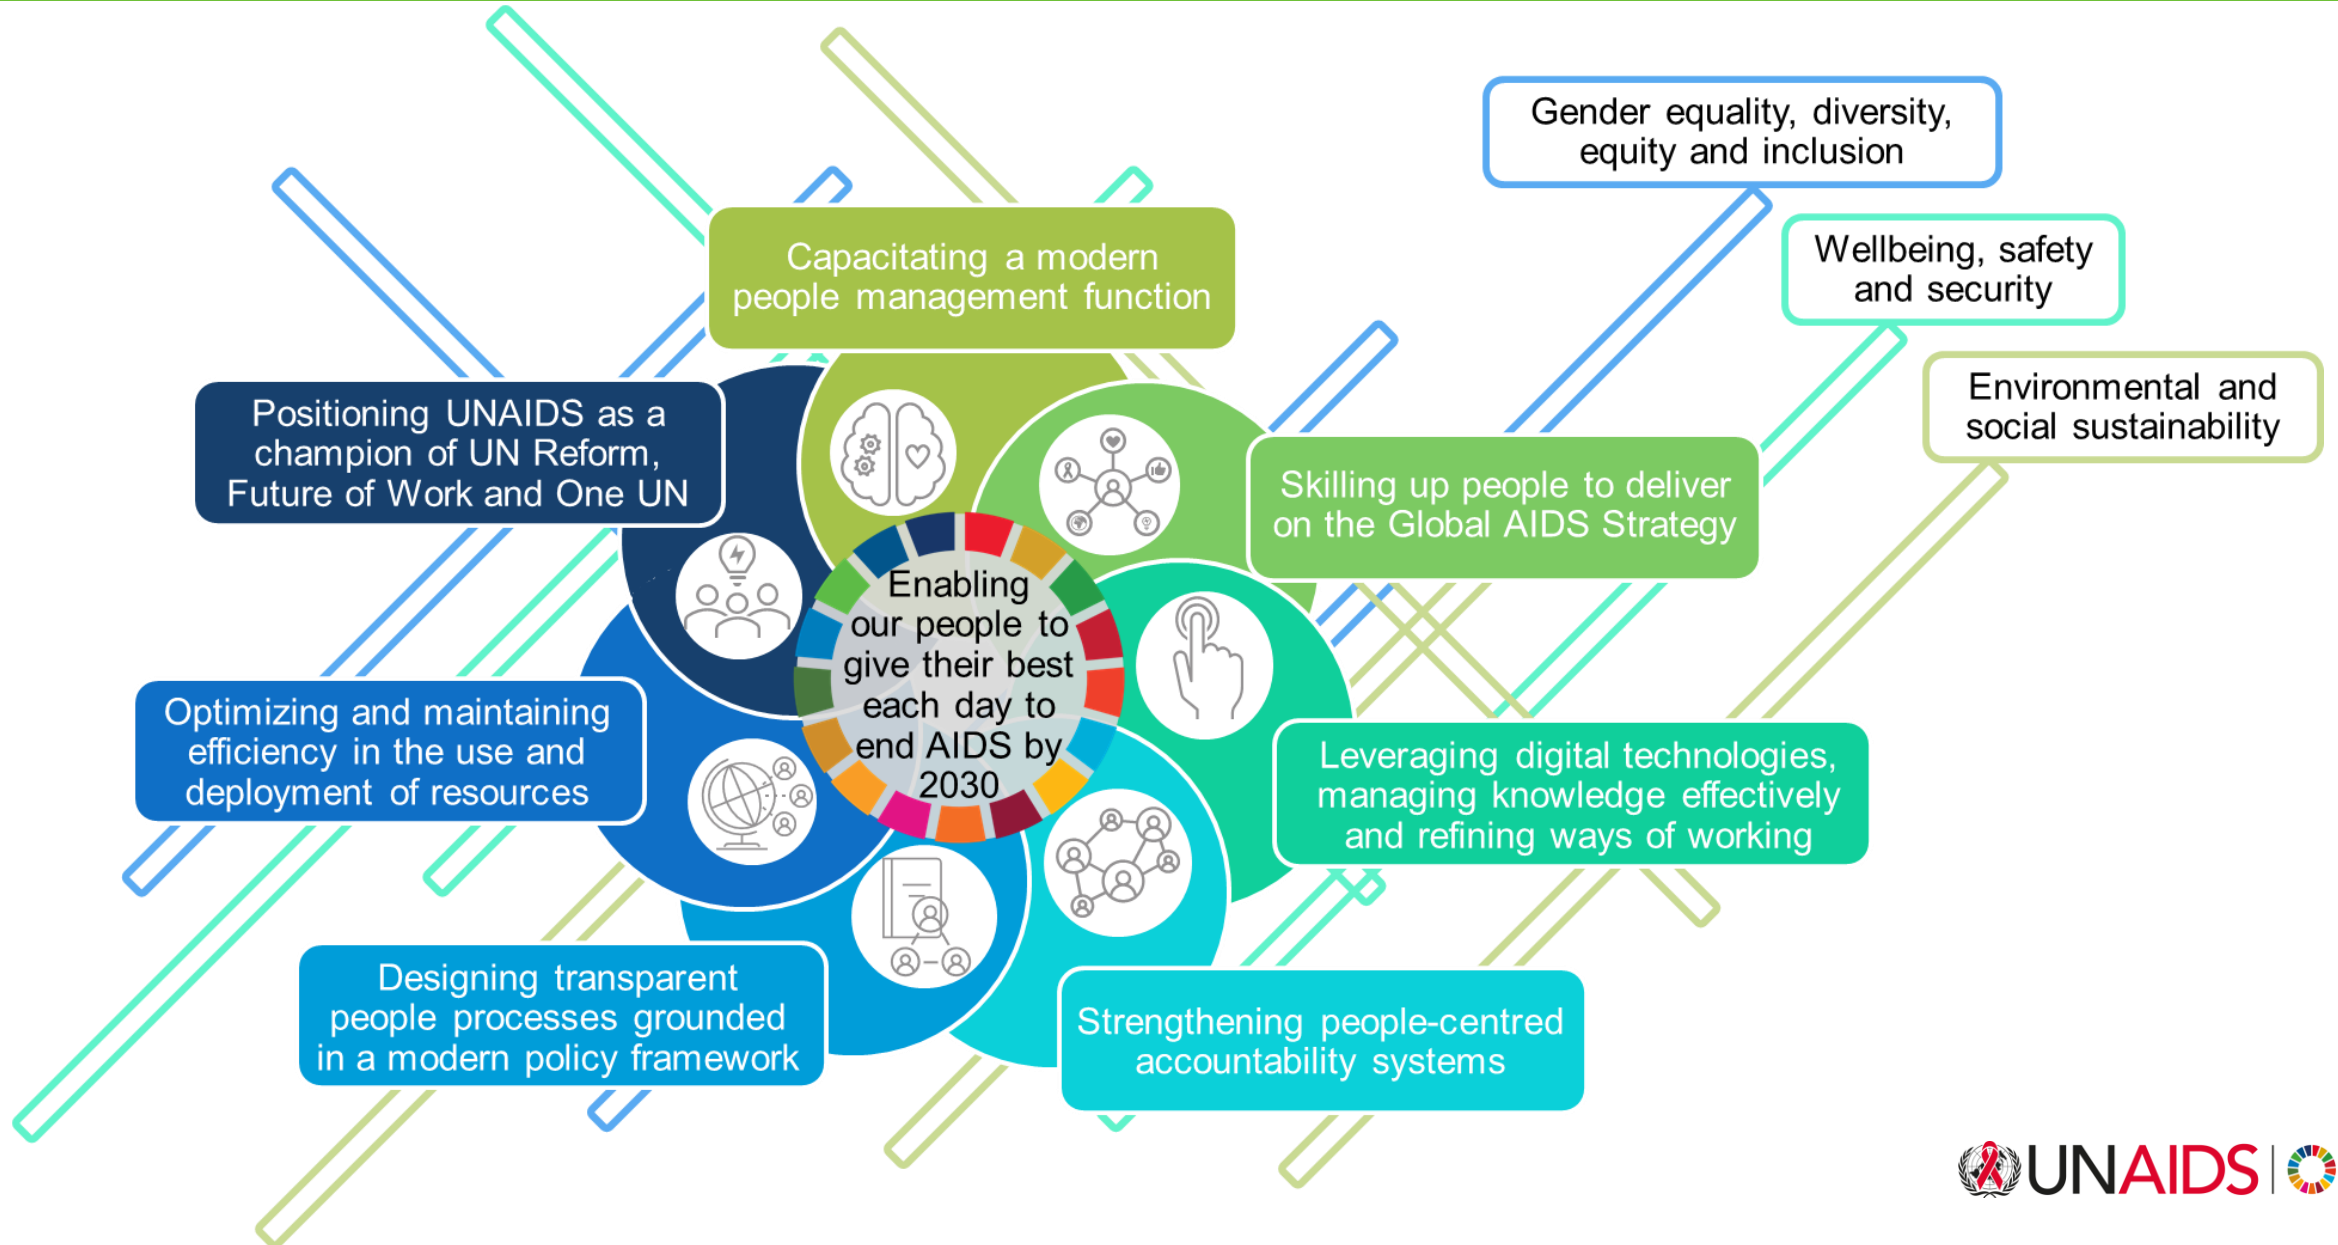 Gender equality, diversity,
equity and inclusion
Wellbeing, safety
and security
Environmental and
social sustainability
Capacitating a modern
people management function
Positioning UNAIDS as a
champion of UN Reform,
Future of Work and One UN
Skilling up people to deliver
on the Global AIDS Strategy
Enabling
our people to
give their best
each day to
end AIDS by
2030
Optimizing and maintaining
efficiency in the use and
deployment of resources
Leveraging digital technologies,
managing knowledge effectively
and refining ways of working
Designing transparent
people processes grounded
in a modern policy framework
Strengthening people-centred
accountability systems
UNAIDS